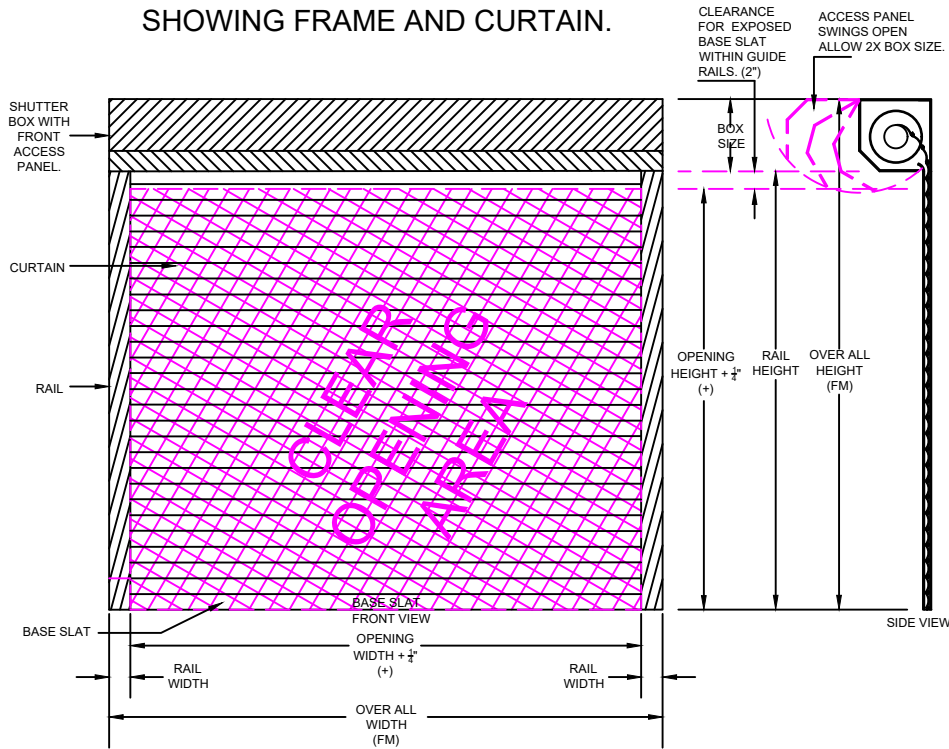 SHOWING FRAME AND CURTAIN.
CLEARANCE
FOR EXPOSED
BASE SLAT
WITHIN GUIDE
RAILS. (2")
ACCESS PANEL
SWINGS OPEN
ALLOW 2X BOX SIZE.
SHUTTER
BOX WITH
FRONT
ACCESS
PANEL.
BOX
SIZE
CURTAIN
RAIL
CLEAR
OPENING
AREA
OPENING
HEIGHT + 1/4"
(+)
RAIL
HEIGHT
OVER ALL
HEIGHT
(FM)
BASE SLAT
BASE SLAT
FRONT VIEW
SIDE VIEW
OPENING
WIDTH + 1/4"
(+)
RAIL
WIDTH
RAIL
WIDTH
OVER ALL
WIDTH
(FM)